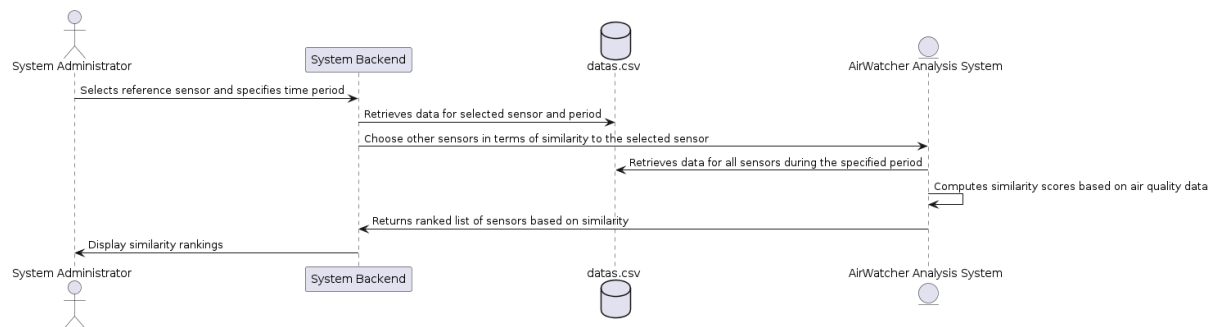 System Administrator
System Backend
datas.csv
AirWatcher Analysis System
Selects reference sensor and specifies time period
Retrieves data for selected sensor and period
Choose other sensors in terms of similarity to the selected sensor
Retrieves data for all sensors during the specified period
Computes similarity scores based on air quality data
Returns ranked list of sensors based on similarity
Display similarity rankings
System Administrator
System Backend
datas.csv
AirWatcher Analysis System